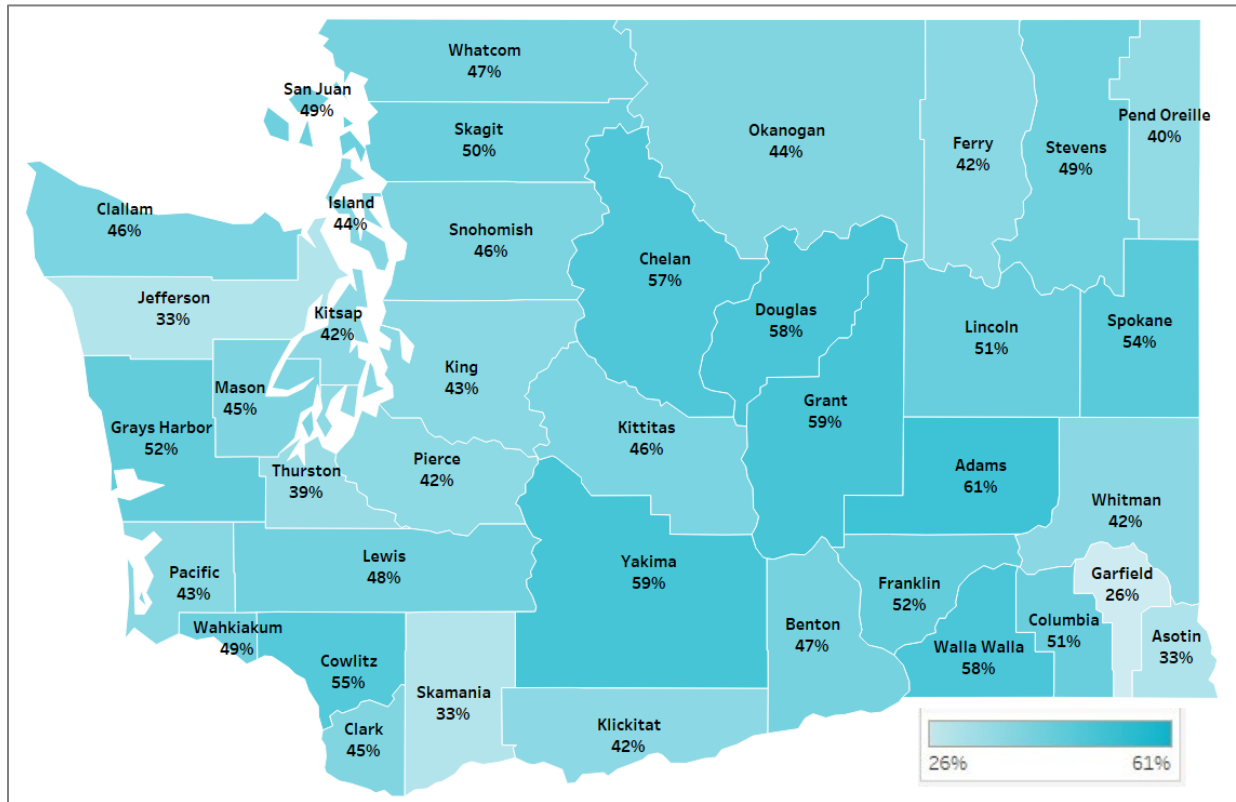 Whatcom
47%
San Juan
49%
Skagit
50%
Okanogan
44%
Ferry
42%
Stevens
49%
Pend Oreille
40%
Clallam
46%
Island
44%
Snohomish
46%
Chelan
57%
Jefferson
33%
Kitsap
42%
Douglas
58%
Lincoln
51%
Spokane
54%
Mason
45%
King
43%
Grant
59%
Grays Harbor
52%
Kittitas
46%
Thurston
39%
Pierce
42%
Adams
61%
Whitman
42%
Lewis
48%
Yakima
59%
Pacific
43%
Franklin
52%
Garfield
26%
Wahkiakum
49%
Benton
47%
Columbia
51%
Asotin
33%
Cowlitz
55%
Walla Walla
58%
Skamania
33%
Clark
45%
Klickitat
42%
26%
61%